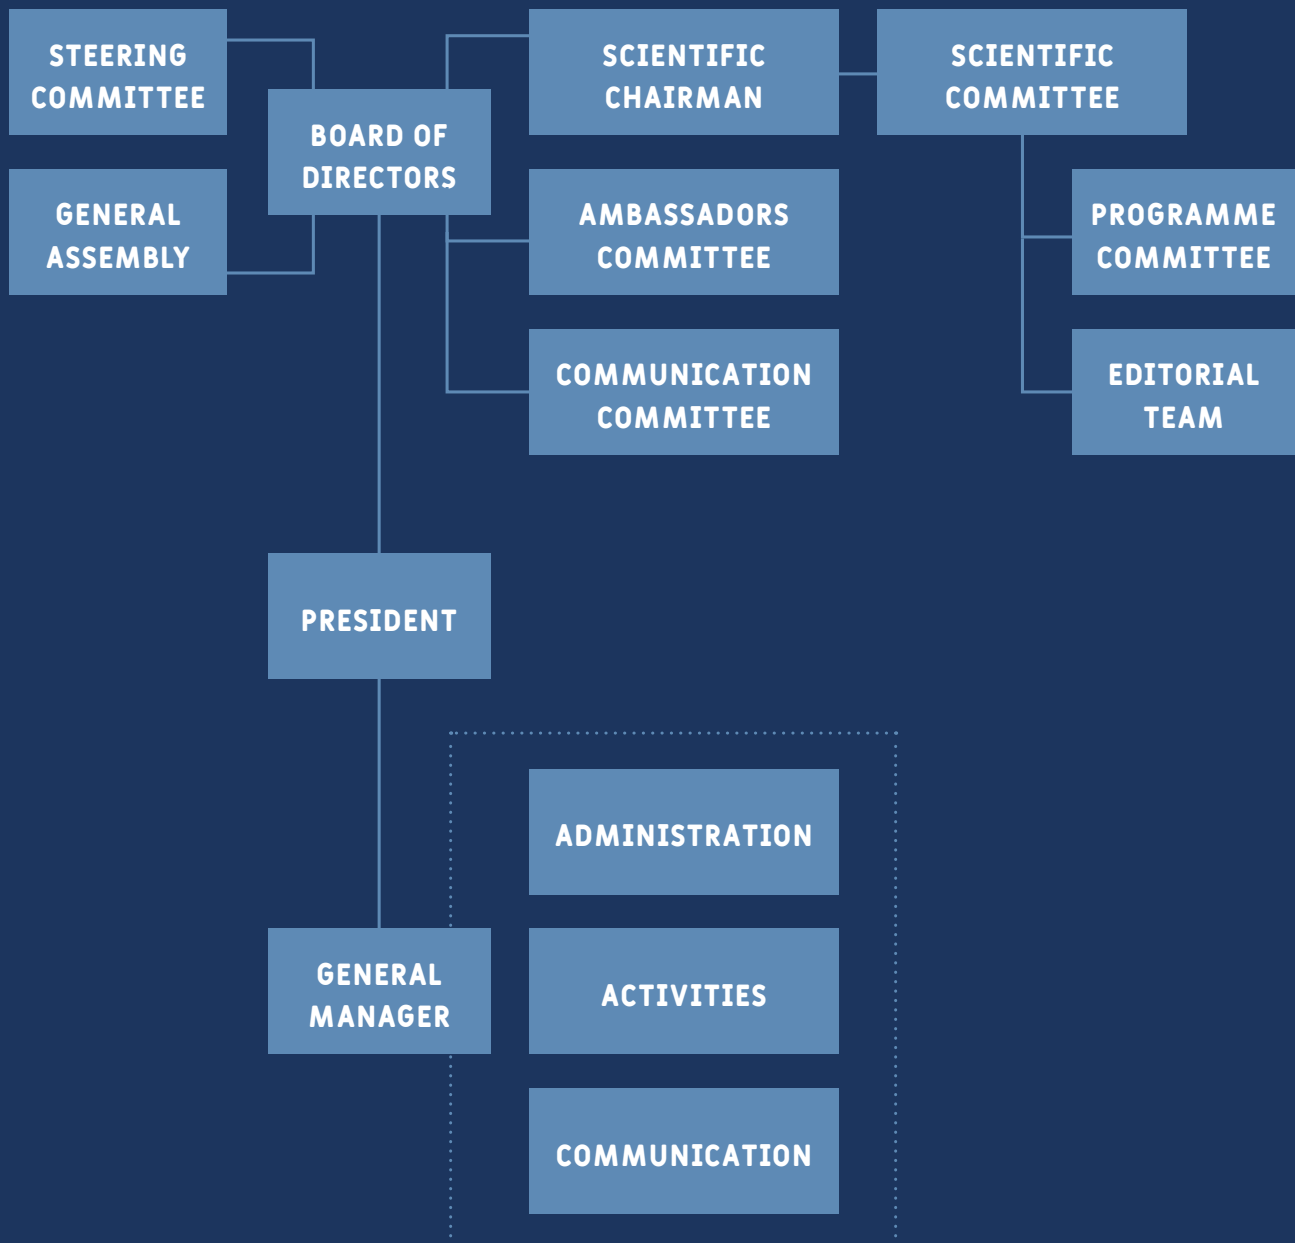 STEERING
COMMITTEE
SCIENTIFIC
CHAIRMAN
SCIENTIFIC
COMMITTEE
BOARD OF
DIRECTORS
GENERAL
ASSEMBLY
AMBASSADORS
COMMITTEE
PROGRAMME
COMMITTEE
COMMUNICATION
COMMITTEE
EDITORIAL
TEAM
PRESIDENT
ADMINISTRATION
GENERAL
MANAGER
ACTIVITIES
COMMUNICATION